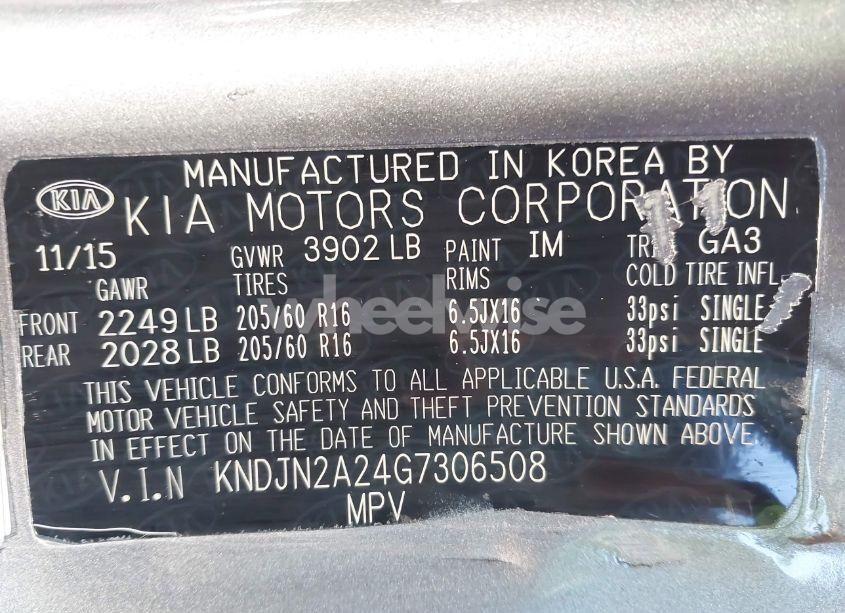 MANUFACTURED IN KOREA BY
KIA KIA MOTORS CORPORATION
11/15 GVWR 3902 LB PAINT IM GA3
GAWR TIRES RIMS COLD TIRE INFL.
FRONT 2249 LB 205/60 R16 6.5JX16 33psi SINGLE
wheelwise
REAR 2028 LB 205/60 R16 6.5JX16 33psi SINGLE
THIS VEHICLE CONFORMS TO ALL APPLICABLE U.S.A. FEDERAL
MOTOR VEHICLE SAFETY AND THEFT PREVENTION STANDARDS
IN EFFECT ON THE DATE OF MANUFACTURE SHOWN ABOVE.
V.I.N KNDJN2A24G7306508
MPV